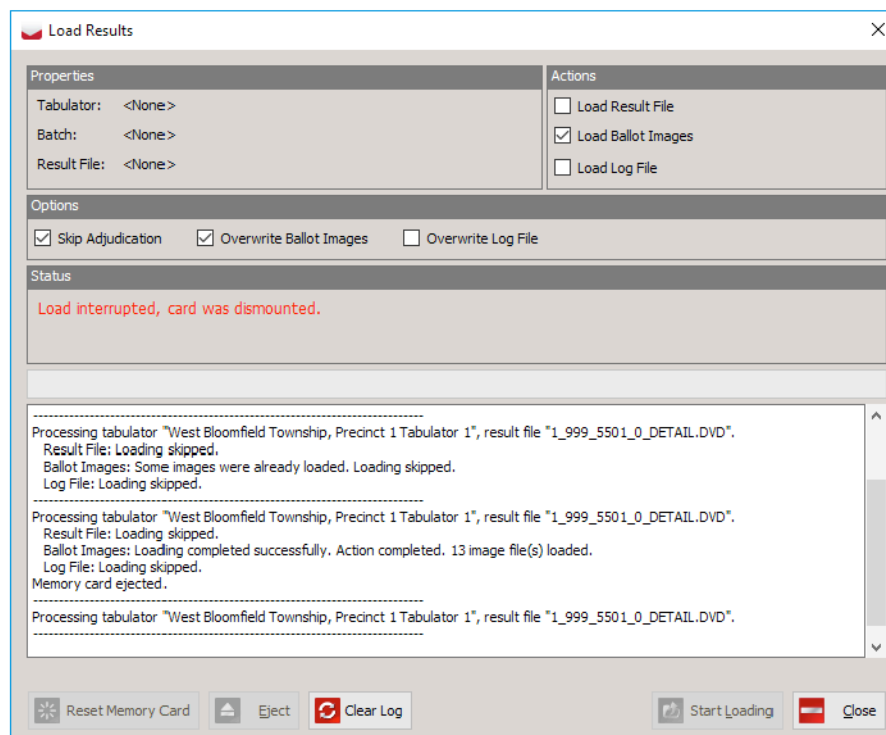 Load Results
Properties
Tabulator: <None>
Batch: <None>
Result File: <None>
Actions
Load Result File
Load Ballot Images
Load Log File
Options
Skip Adjudication Overwrite Ballot Images Overwrite Log File
Status
Load interrupted, card was dismounted.
--------------------------------------------------------------------------------
Processing tabulator "West Bloomfield Township, Precinct 1 Tabulator 1", result file "1_999_5501_0_DETAIL.DVD".
Result File: Loading skipped.
Ballot Images: Some images were already loaded. Loading skipped.
Log File: Loading skipped.
--------------------------------------------------------------------------------
Processing tabulator "West Bloomfield Township, Precinct 1 Tabulator 1", result file "1_999_5501_0_DETAIL.DVD".
Result File: Loading skipped.
Ballot Images: Loading completed successfully. Action completed. 13 image file(s) loaded.
Log File: Loading skipped.
Memory card ejected.
--------------------------------------------------------------------------------
Processing tabulator "West Bloomfield Township, Precinct 1 Tabulator 1", result file "1_999_5501_0_DETAIL.DVD".
--------------------------------------------------------------------------------
Reset Memory Card Eject Clear Log Start Loading Close